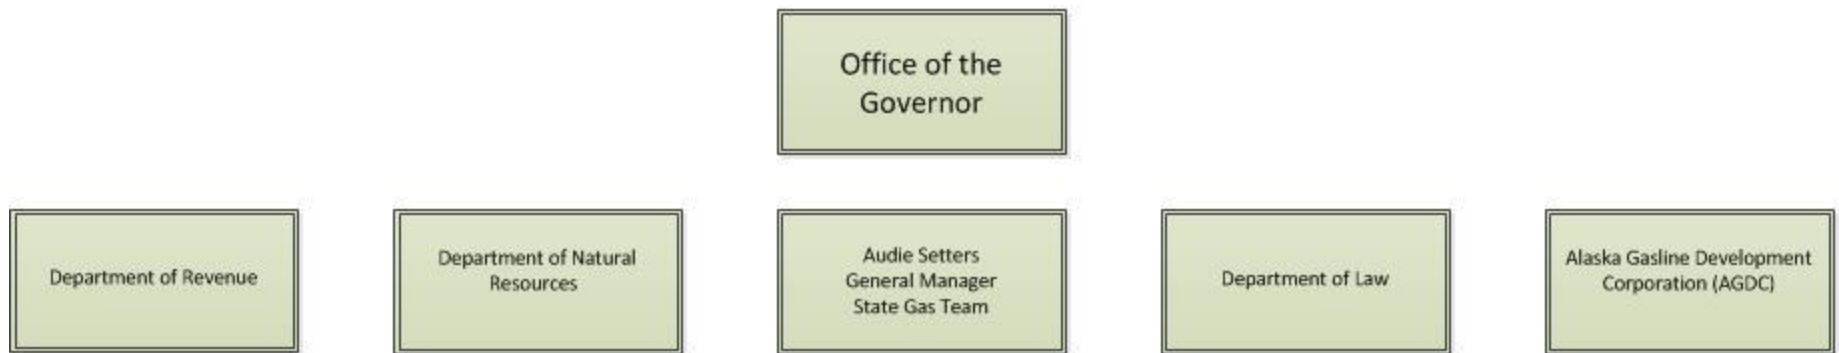 Office of the
Governor
Department of Revenue
Department of Natural
Resources
Audie Setters
General Manager
State Gas Team
Department of Law
Alaska Gasline Development
Corporation (AGDC)